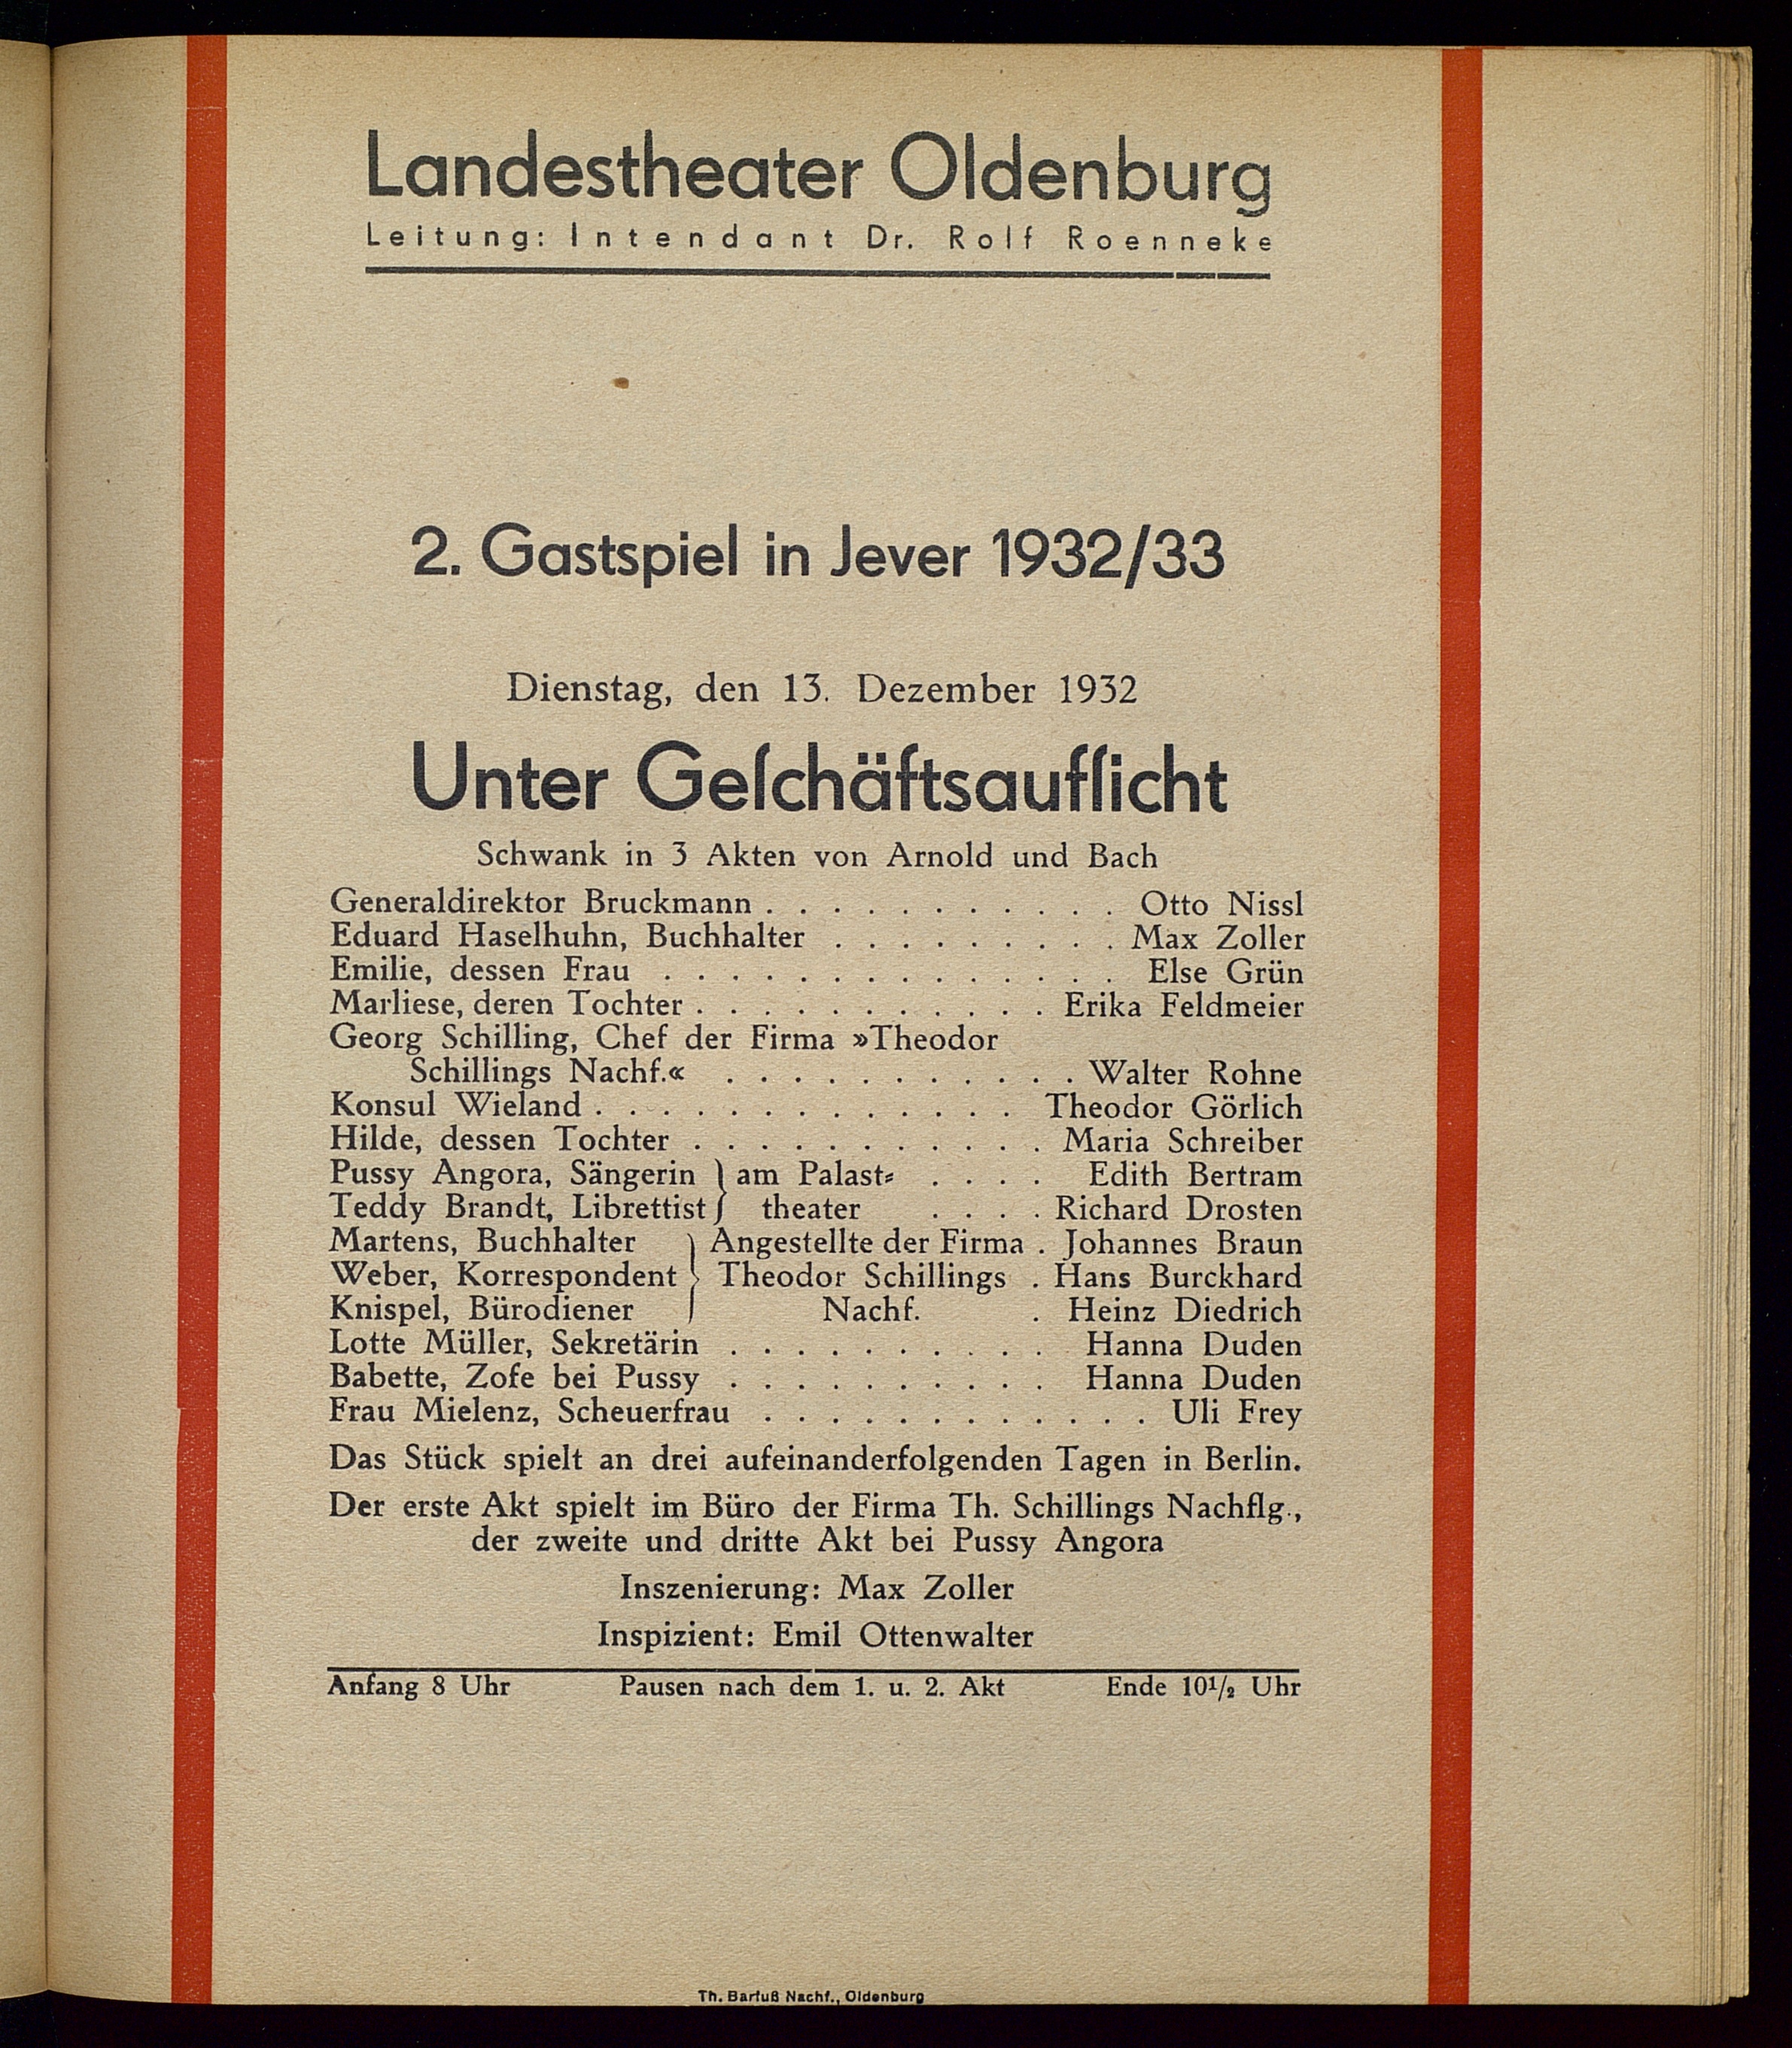 Landestheater Oldenburg
Leitung: Intendant Dr. Rolf Roenneke
2. Gastspiel in Jever 1932/33
Dienstag, den 13. Dezember 1932
Unter Geſchäftsaufſicht
Schwank in 3 Akten von Arnold und Bach
Generaldirektor Bruckmann . . . . . . . . . . . Otto Nissl
Eduard Haselhuhn, Buchhalter . . . . . . . . . Max Zoller
Emilie, dessen Frau . . . . . . . . . . . . . . Else Grün
Marliese, deren Tochter . . . . . . . . . . . Erika Feldmeier
Georg Schilling, Chef der Firma »Theodor
Schillings Nachf.« . . . . . . . . . . . Walter Rohne
Konsul Wieland . . . . . . . . . . . . . Theodor Görlich
Hilde, dessen Tochter . . . . . . . . . . . Maria Schreiber
Pussy Angora, Sängerin } am Palast⸗ . . . . Edith Bertram
Teddy Brandt, Librettist } theater . . . . Richard Drosten
Martens, Buchhalter } Angestellte der Firma . Johannes Braun
Weber, Korrespondent } Theodor Schillings . Hans Burckhard
Knispel, Bürodiener } Nachf. . Heinz Diedrich
Lotte Müller, Sekretärin . . . . . . . . . . Hanna Duden
Babette, Zofe bei Pussy . . . . . . . . . . Hanna Duden
Frau Mielenz, Scheuerfrau . . . . . . . . . . . . Uli Frey
Das Stück spielt an drei aufeinanderfolgenden Tagen in Berlin.
Der erste Akt spielt im Büro der Firma Th. Schillings Nachflg.,
der zweite und dritte Akt bei Pussy Angora
Inszenierung: Max Zoller
Inspizient: Emil Ottenwalter
Anfang 8 Uhr Pausen nach dem 1. u. 2. Akt Ende 10½ Uhr
Th. Barfuß Nachf., Oldenburg